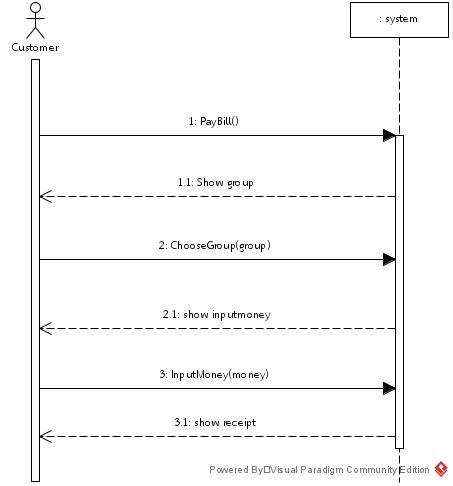 : system
Customer
1: PayBill()
1.1: Show group
2: ChooseGroup(group)
2.1: show inputmoney
3: InputMoney(money)
3.1: show receipt
Powered By Visual Paradigm Community Edition